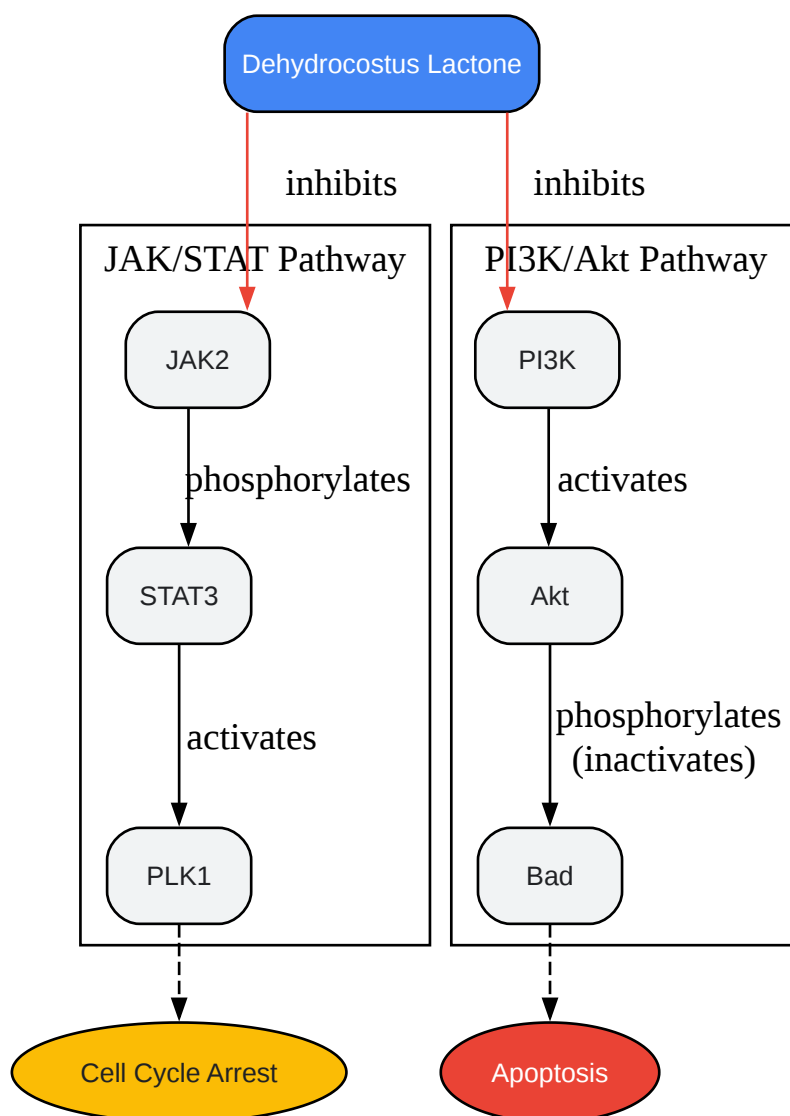 Dehydrocostus Lactone
inhibits
inhibits
JAK/STAT Pathway
PI3K/Akt Pathway
JAK2
PI3K
phosphorylates
activates
STAT3
Akt
activates
phosphorylates
(inactivates)
PLK1
Bad
Cell Cycle Arrest
Apoptosis